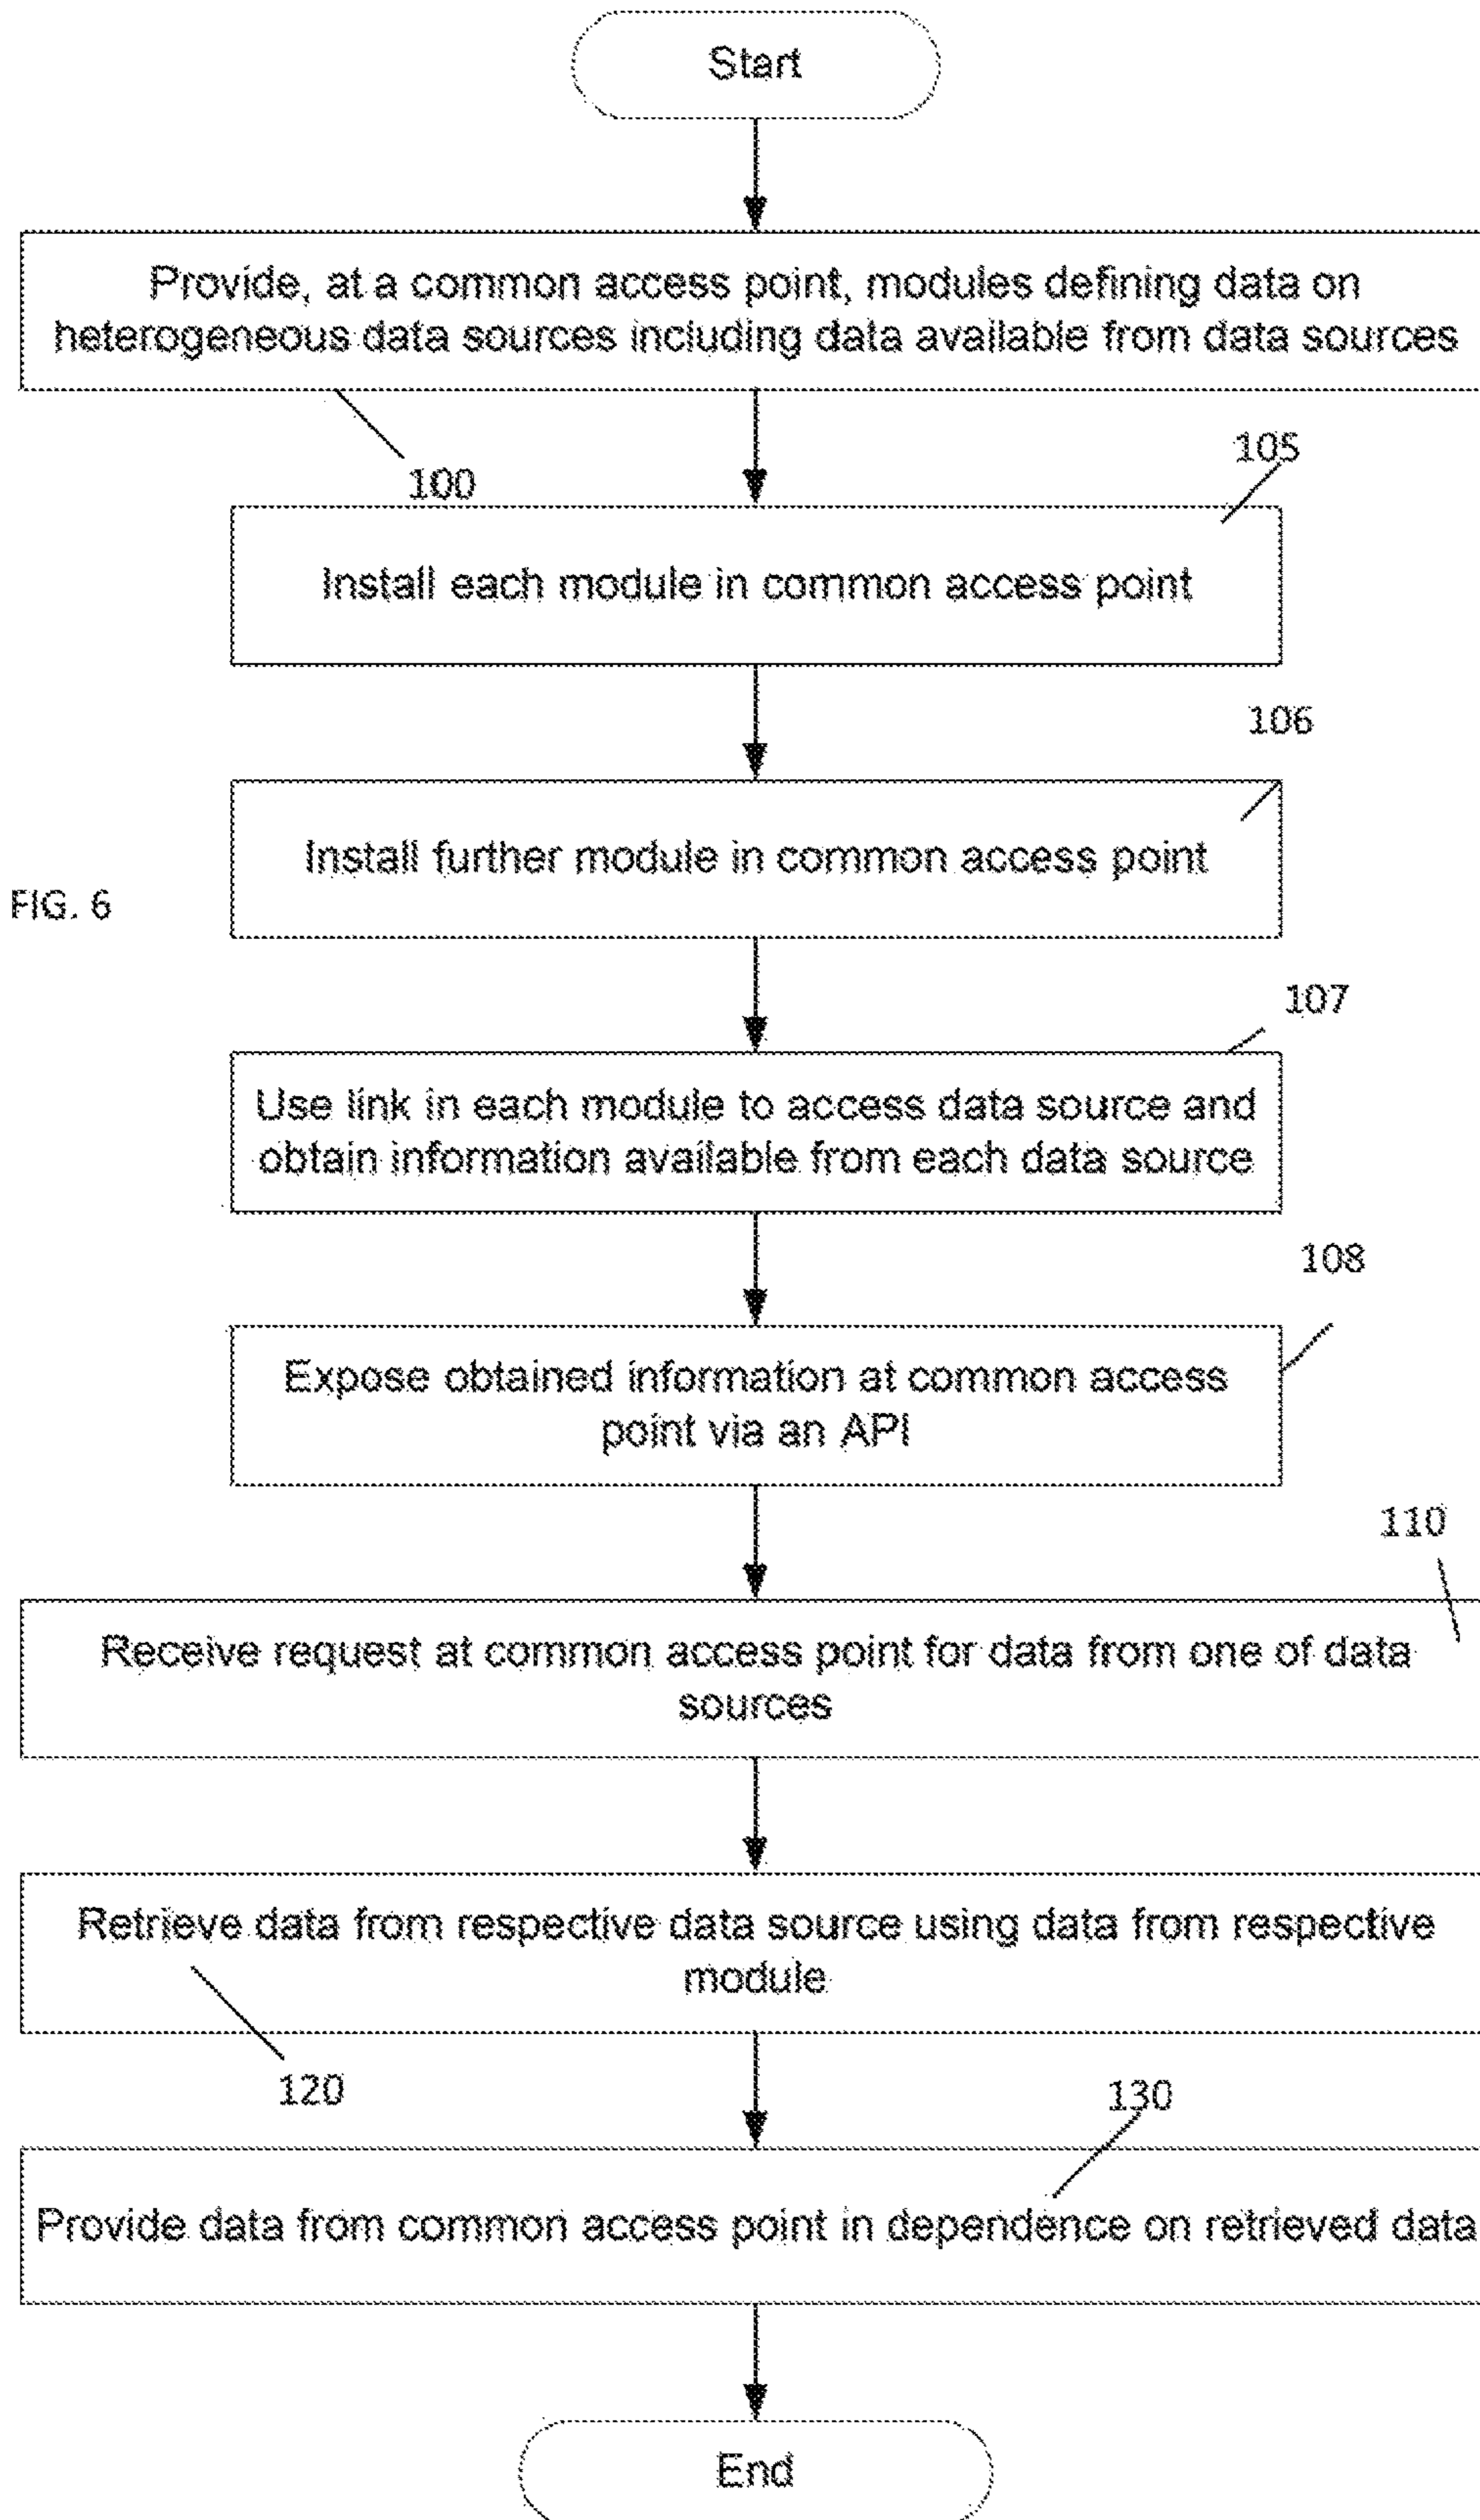 Start
Provide, at a common access point, modules defining data on
heterogeneous data sources including data available from data sources
100
105
Install each module in common access point
106
Install further module in common access point
FIG. 6
107
Use link in each module to access data source and
obtain information available from each data source
108
Expose obtained information at common access
point via an API
110
Receive request at common access point for data from one of data
sources
Retrieve data from respective data source using data from respective
module
120
130
Provide data from common access point in dependence on retrieved data
End